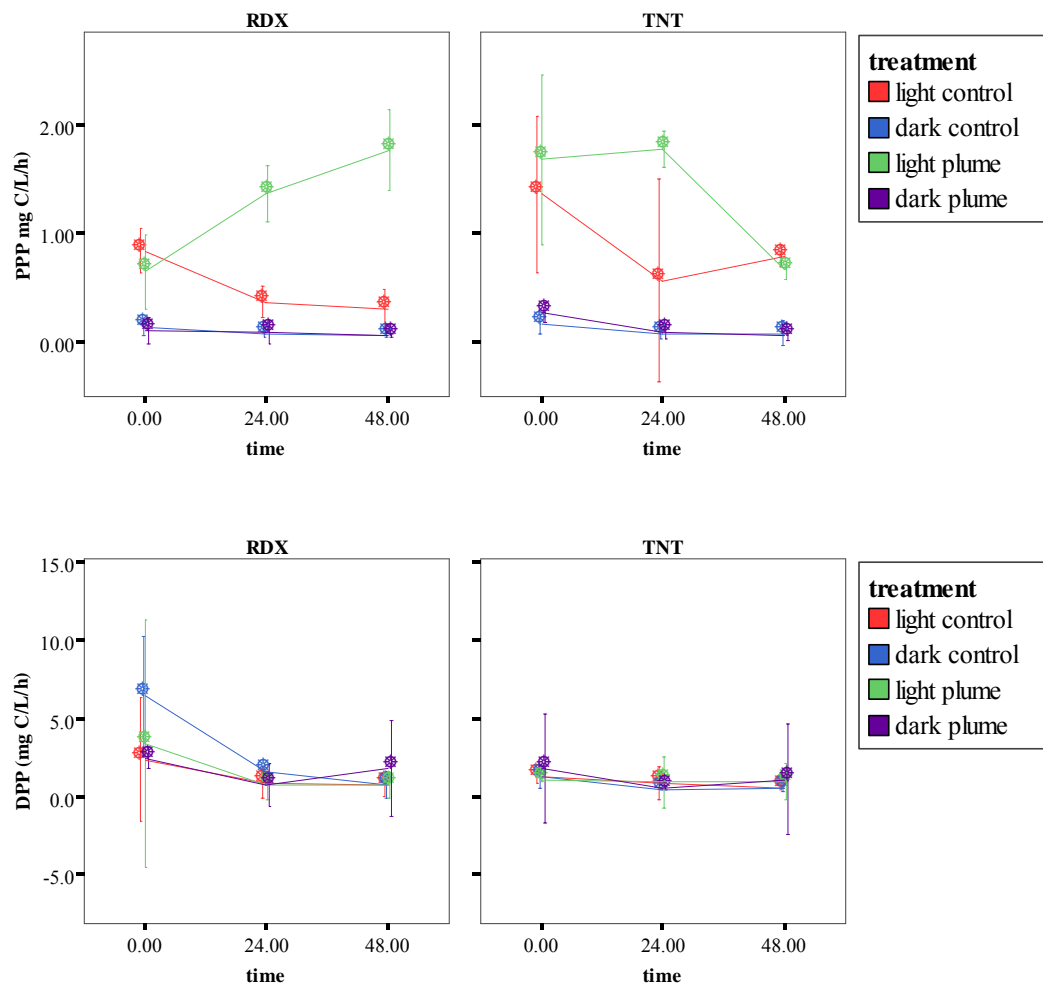 RDX
TNT
treatment
light control
dark control
light plume
dark plume
PPP mg C/L/h
2.00
1.00
0.00
0.00
24.00
48.00
0.00
24.00
48.00
time
time
RDX
TNT
treatment
light control
dark control
light plume
dark plume
DPP (mg C/L/h)
15.0
10.0
5.0
0.0
-5.0
0.00
24.00
48.00
0.00
24.00
48.00
time
time